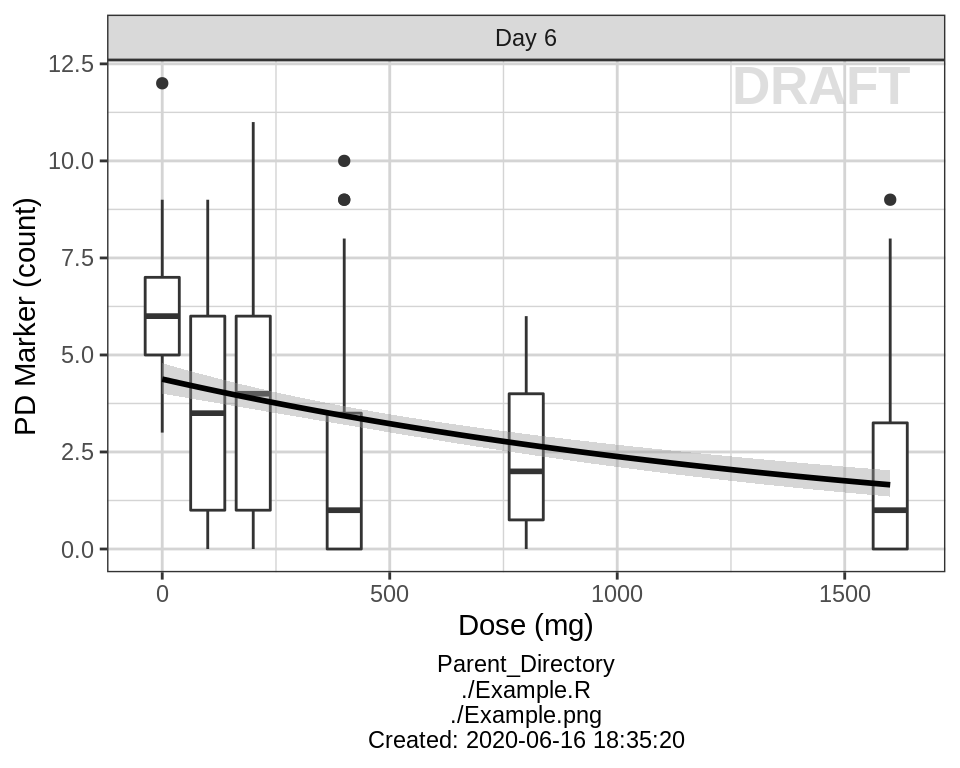 Day 6
DRAFT
PD Marker (count)
12.5
10.0
7.5
5.0
2.5
0.0
0 500 1000 1500
Dose (mg)
Parent_Directory
./Example.R
./Example.png
Created: 2020-06-16 18:35:20